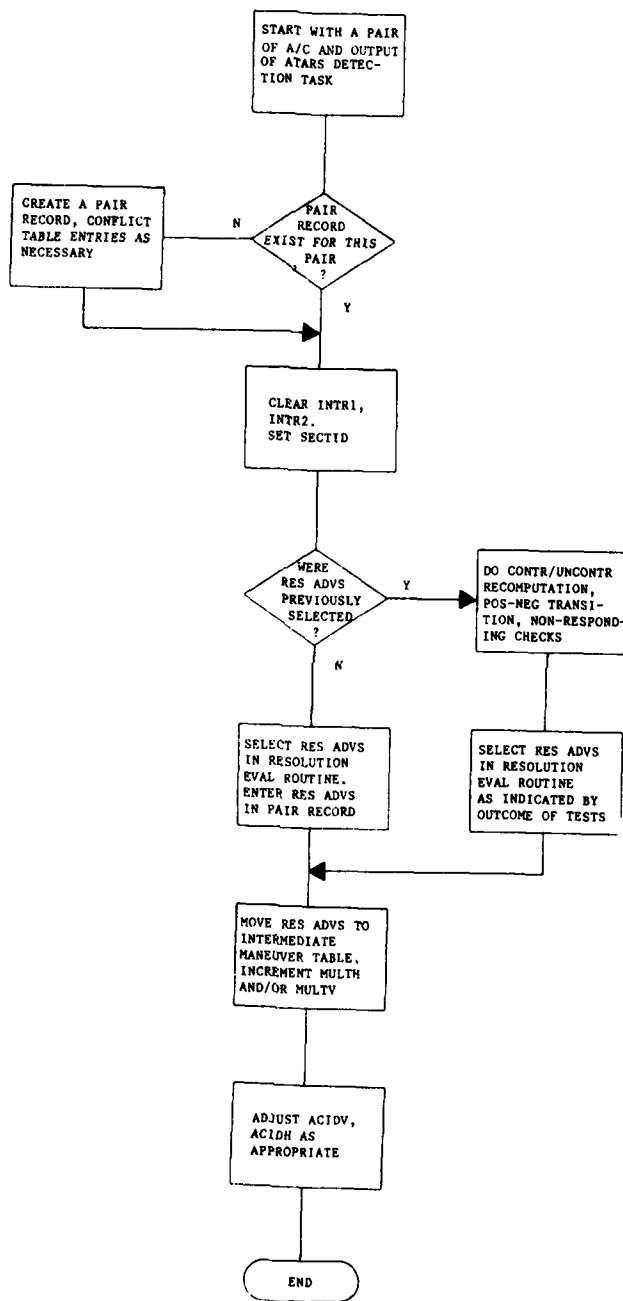 START WITH A PAIR
OF A/C AND OUTPUT
OF ATARS DETEC-
TION TASK
PAIR
RECORD
EXIST FOR THIS
PAIR
?
N
Y
CREATE A PAIR
RECORD, CONFLICT
TABLE ENTRIES AS
NECESSARY
CLEAR INTR1,
INTR2.
SET SECTID
WERE
RES ADVS
PREVIOUSLY
SELECTED
?
Y
N
DO CONTR/UNCONTR
RECOMPUTATION,
POS-NEG TRANSI-
TION, NON-RESPOND-
ING CHECKS
SELECT RES ADVS
IN RESOLUTION
EVAL ROUTINE.
ENTER RES ADVS
IN PAIR RECORD
SELECT RES ADVS
IN RESOLUTION
EVAL ROUTINE
AS INDICATED BY
OUTCOME OF TESTS
MOVE RES ADVS TO
INTERMEDIATE
MANEUVER TABLE.
INCREMENT MULTH
AND/OR MULTV
ADJUST ACIDV,
ACIDH AS
APPROPRIATE
END